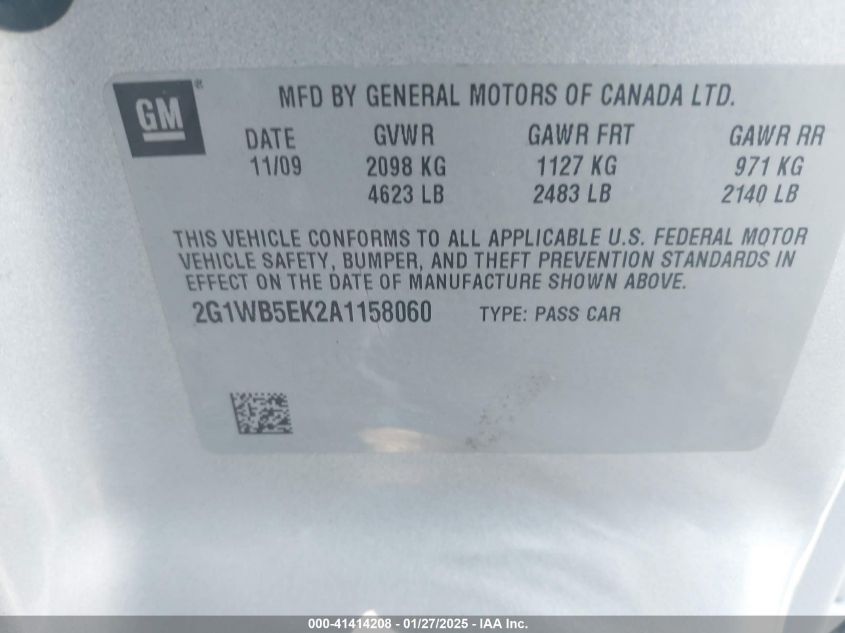 GM®
MFD BY GENERAL MOTORS OF CANADA LTD.
DATE GVWR GAWR FRT GAWR RR
11/09 2098 KG 1127 KG 971 KG
4623 LB 2483 LB 2140 LB
THIS VEHICLE CONFORMS TO ALL APPLICABLE U.S. FEDERAL MOTOR
VEHICLE SAFETY, BUMPER, AND THEFT PREVENTION STANDARDS IN
EFFECT ON THE DATE OF MANUFACTURE SHOWN ABOVE.
2G1WB5EK2A1158060 TYPE: PASS CAR
000-41414208 - 01/27/2025 - IAA Inc.